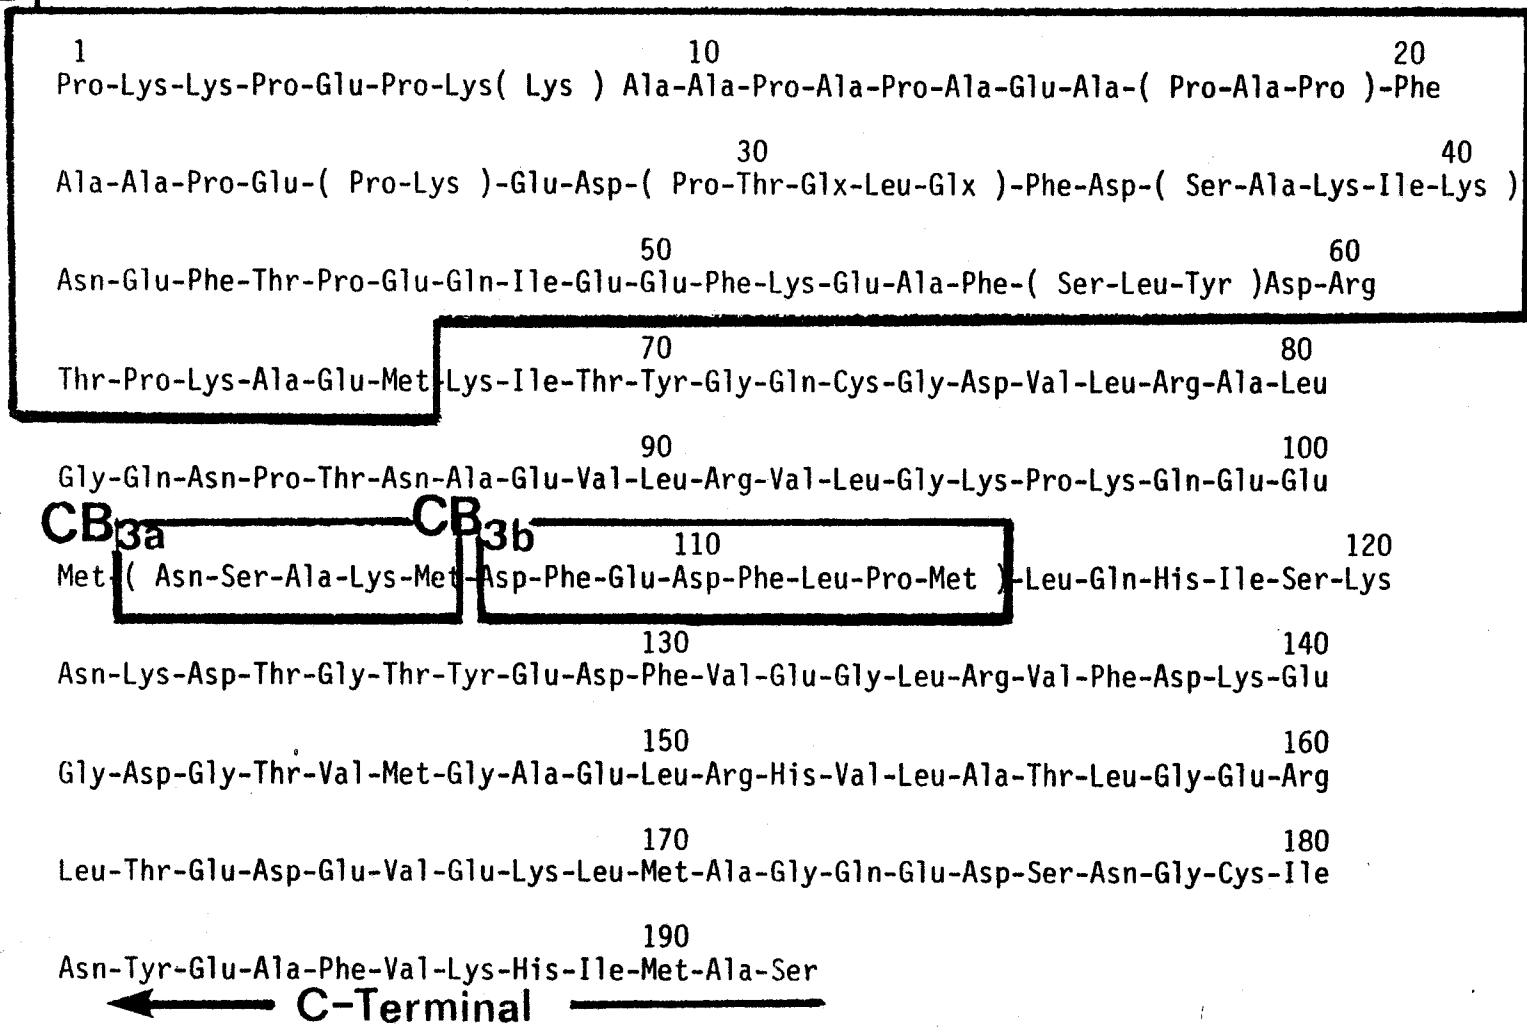 1 10 20
Pro-Lys-Lys-Pro-Glu-Pro-Lys( Lys ) Ala-Ala-Pro-Ala-Pro-Ala-Glu-Ala-( Pro-Ala-Pro )-Phe
30 40
Ala-Ala-Pro-Glu-( Pro-Lys )-Glu-Asp-( Pro-Thr-Glx-Leu-Glx )-Phe-Asp-( Ser-Ala-Lys-Ile-Lys )
50 60
Asn-Glu-Phe-Thr-Pro-Glu-Gln-Ile-Glu-Glu-Phe-Lys-Glu-Ala-Phe-( Ser-Leu-Tyr )Asp-Arg
70 80
Thr-Pro-Lys-Ala-Glu-Met-Lys-Ile-Thr-Tyr-Gly-Gln-Cys-Gly-Asp-Val-Leu-Arg-Ala-Leu
90 100
Gly-Gln-Asn-Pro-Thr-Asn-Ala-Glu-Val-Leu-Arg-Val-Leu-Gly-Lys-Pro-Lys-Gln-Glu-Glu
CB3a CB3b 110 120
Met-( Asn-Ser-Ala-Lys-Met-Asp-Phe-Glu-Asp-Phe-Leu-Pro-Met )-Leu-Gln-His-Ile-Ser-Lys
130 140
Asn-Lys-Asp-Thr-Gly-Thr-Tyr-Glu-Asp-Phe-Val-Glu-Gly-Leu-Arg-Val-Phe-Asp-Lys-Glu
150 160
Gly-Asp-Gly-Thr-Val-Met-Gly-Ala-Glu-Leu-Arg-His-Val-Leu-Ala-Thr-Leu-Gly-Glu-Arg
170 180
Leu-Thr-Glu-Asp-Glu-Val-Glu-Lys-Leu-Met-Ala-Gly-Gln-Glu-Asp-Ser-Asn-Gly-Cys-Ile
190
Asn-Tyr-Glu-Ala-Phe-Val-Lys-His-Ile-Met-Ala-Ser
C-Terminal